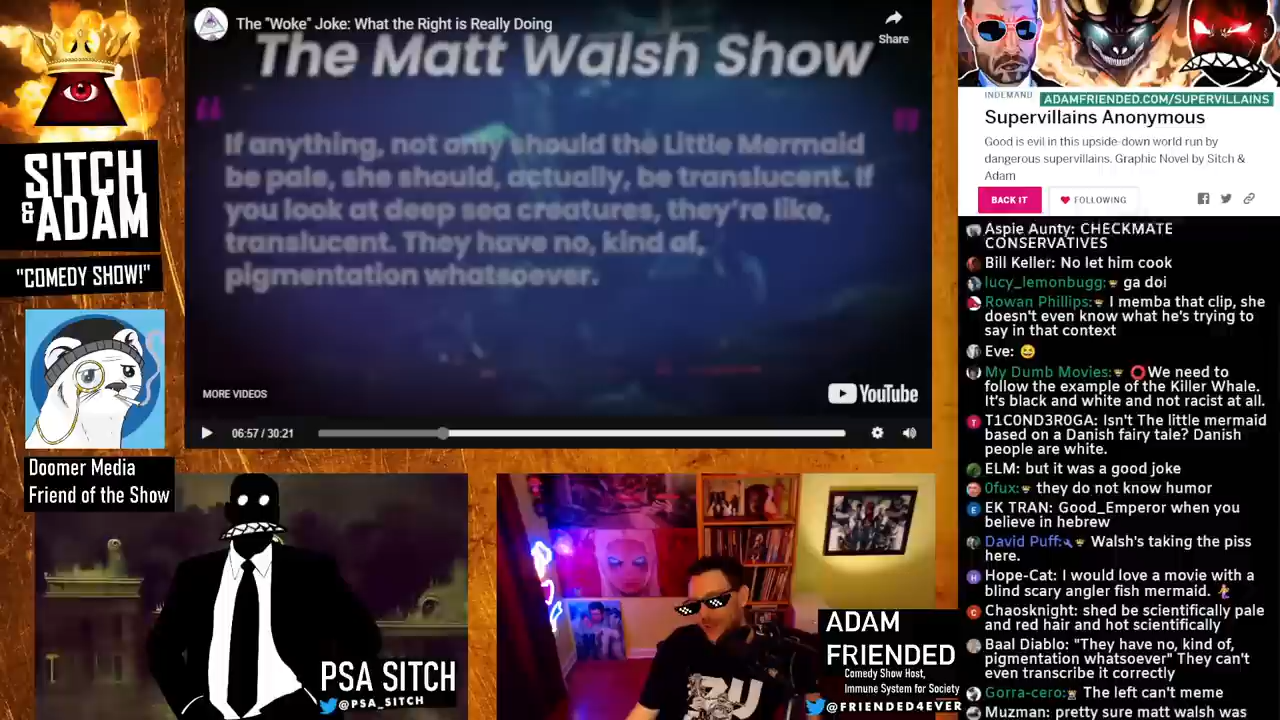 The "Woke" Joke: What the Right is Really Doing
Share
The Matt Walsh Show
If anything, not only should the Little Mermaid
be pale, she should, actually, be translucent. If
you look at deep sea creatures, they're like,
translucent. They have no, kind of,
pigmentation whatsoever.
MORE VIDEOS
YouTube
06:57 / 30:21
SITCH
& ADAM
"COMEDY SHOW!"
Doomer Media
Friend of the Show
PSA SITCH
@PSA_SITCH
ADAM
FRIENDED
Comedy Show Host,
Immune System for Society
@FRIENDED4EVER
INDEMAND
ADAMFRIENDED.COM/SUPERVILLAINS
Supervillains Anonymous
Good is evil in this upside-down world run by
dangerous supervillains. Graphic Novel by Sitch &
Adam
BACK IT
FOLLOWING
Aspie Aunty: CHECKMATE
CONSERVATIVES
Bill Keller: No let him cook
lucy_lemonbugg: ga doi
Rowan Phillips: I memba that clip, she
doesn't even know what he's trying to
say in that context
Eve: 😆
My Dumb Movies: ⭕We need to
follow the example of the Killer Whale.
It's black and white and not racist at all.
T1C0ND3R0GA: Isn't The little mermaid
based on a Danish fairy tale? Danish
people are white.
ELM: but it was a good joke
0fux: they do not know humor
EK TRAN: Good_Emperor when you
believe in hebrew
David Puff: Walsh's taking the piss
here.
Hope-Cat: I would love a movie with a
blind scary angler fish mermaid. 🧜‍♀️
Chaosknight: shed be scientifically pale
and red hair and hot scientifically
Baal Diablo: "They have no, kind of,
pigmentation whatsoever" They can't
even transcribe it correctly
Gorra-cero: The left can't meme
Muzman: pretty sure matt walsh was